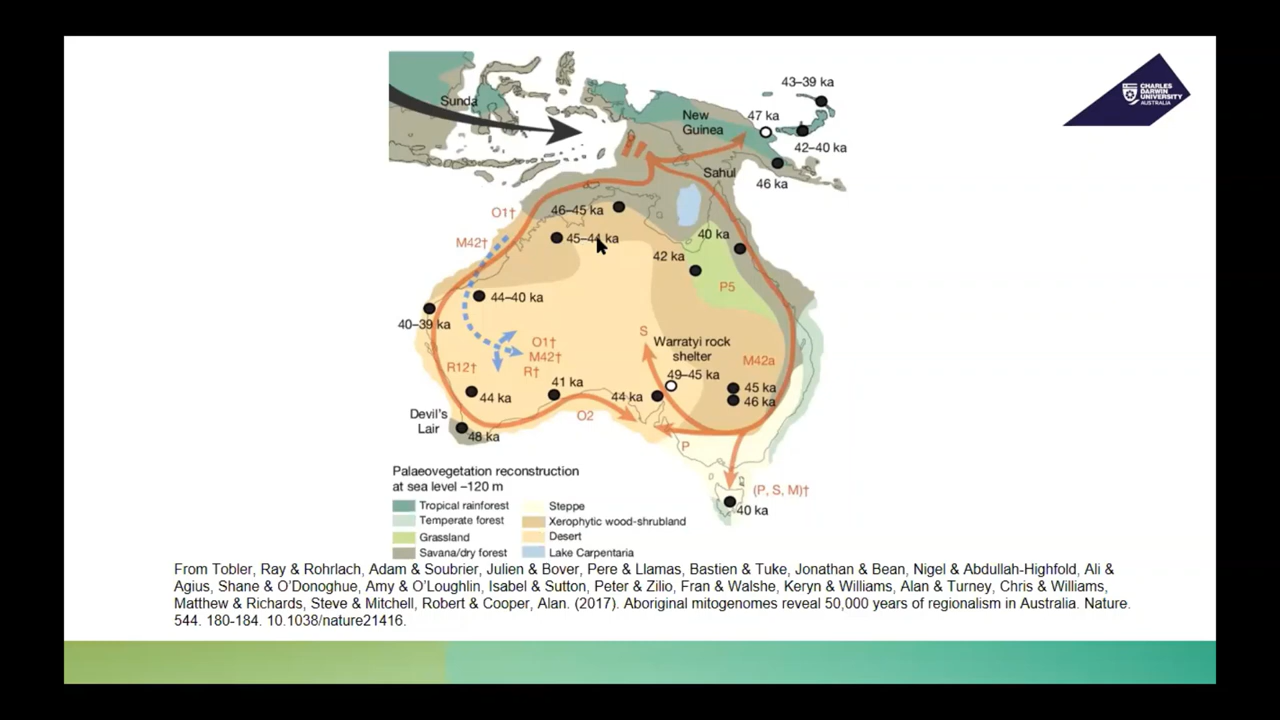 CHARLES
DARWIN
UNIVERSITY
AUSTRALIA
43–39 ka
Sunda
New
Guinea
47 ka
42–40 ka
Sahul
46 ka
O1†
46–45 ka
M42†
45–44 ka
40 ka
42 ka
P5
44–40 ka
40–39 ka
S
Warratyi rock
shelter
O1†
M42†
R†
R12†
M42a
49–45 ka
41 ka
44 ka
44 ka
45 ka
46 ka
O2
Devil's
Lair
48 ka
P
(P, S, M)†
40 ka
Palaeovegetation reconstruction
at sea level –120 m
Tropical rainforest
Temperate forest
Grassland
Savana/dry forest
Steppe
Xerophytic wood-shrubland
Desert
Lake Carpentaria
From Tobler, Ray & Rohrlach, Adam & Soubrier, Julien & Bover, Pere & Llamas, Bastien & Tuke, Jonathan & Bean, Nigel & Abdullah-Highfold, Ali &
Agius, Shane & O'Donoghue, Amy & O'Loughlin, Isabel & Sutton, Peter & Zilio, Fran & Walshe, Keryn & Williams, Alan & Turney, Chris & Williams,
Matthew & Richards, Steve & Mitchell, Robert & Cooper, Alan. (2017). Aboriginal mitogenomes reveal 50,000 years of regionalism in Australia. Nature.
544. 180-184. 10.1038/nature21416.